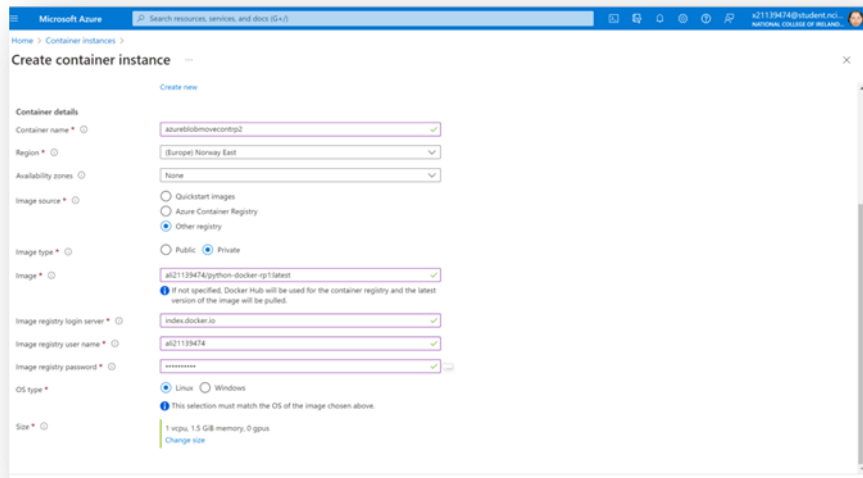 Microsoft Azure
Search resources, services, and docs (G+/)
x21139474@student.nci...
NATIONAL COLLEGE OF IRELAND...
Home > Container instances >
Create container instance ...
Create new
Container details
Container name *
azureblobmovecontrp2
Region *
(Europe) Norway East
Availability zones
None
Image source *
Quickstart images
Azure Container Registry
Other registry
Image type *
Public
Private
Image *
ali21139474/python-docker-rp1:latest
If not specified, Docker Hub will be used for the container registry and the latest
version of the image will be pulled.
Image registry login server *
index.docker.io
Image registry user name *
ali21139474
Image registry password *
••••••••••
OS type *
Linux
Windows
This selection must match the OS of the image chosen above.
Size *
1 vcpu, 1.5 GiB memory, 0 gpus
Change size